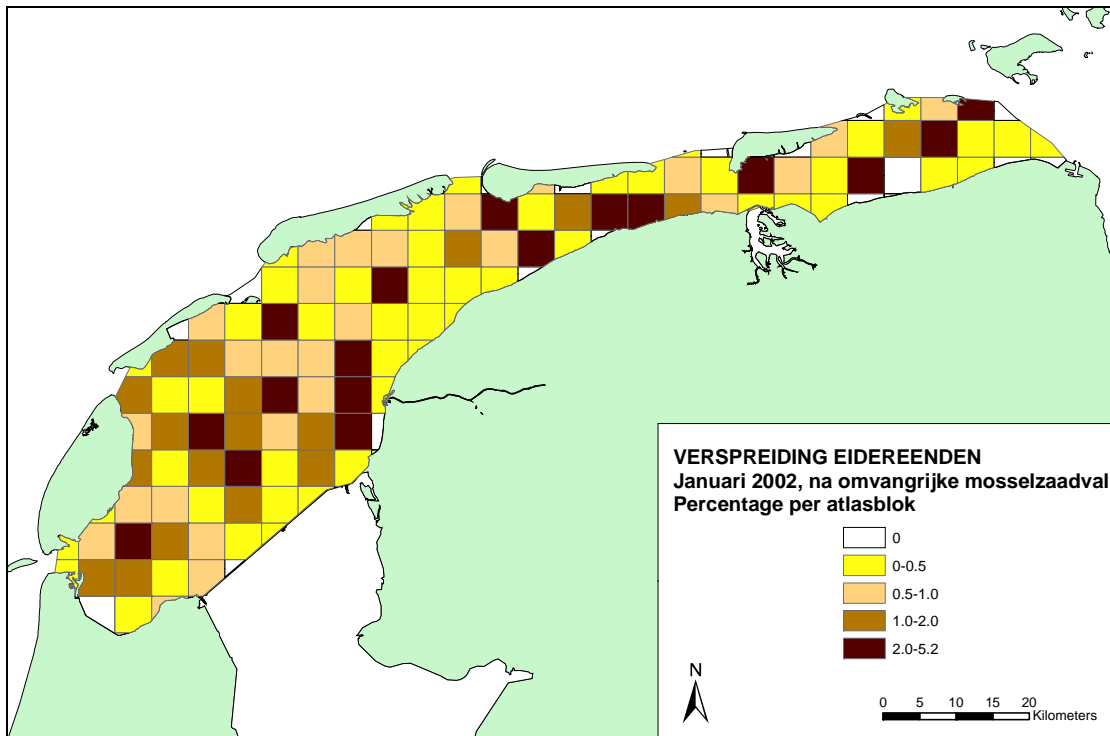 VERSPREIDING EIDEREENDEN
Januari 2002, na omvangrijke mosselzaadval
Percentage per atlasblok
0
0-0.5
0.5-1.0
1.0-2.0
2.0-5.2
N
0 5 10 15 20
Kilometers